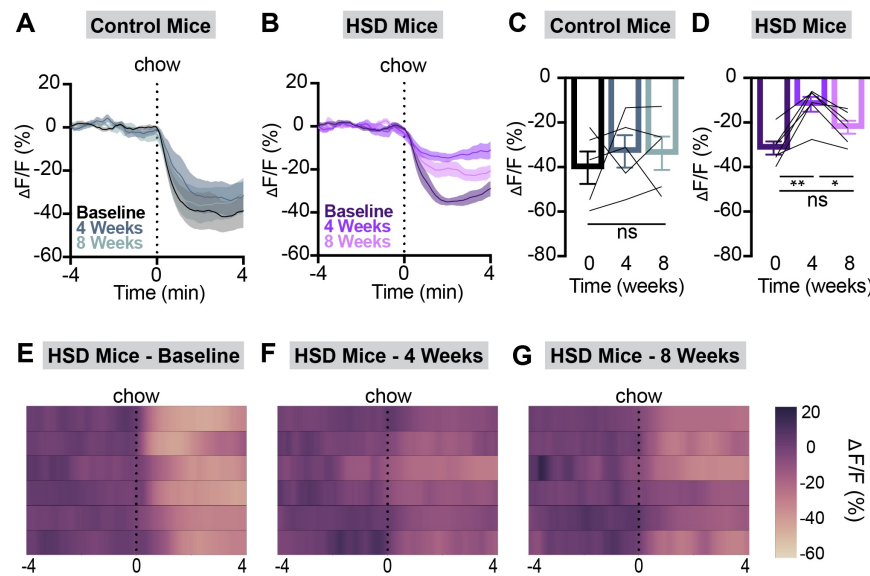 A Control Mice
chow
20
0
-20
-40
-60
ΔF/F (%)
Baseline
4 Weeks
8 Weeks
-4 0 4
Time (min)
B HSD Mice
chow
20
0
-20
-40
-60
ΔF/F (%)
Baseline
4 Weeks
8 Weeks
-4 0 4
Time (min)
C Control Mice
0
-20
-40
-60
-80
ΔF/F (%)
ns
0 4 8
Time (weeks)
D HSD Mice
0
-20
-40
-60
-80
ΔF/F (%)
** *
ns
0 4 8
Time (weeks)
E HSD Mice - Baseline
chow
-4 0 4
F HSD Mice - 4 Weeks
chow
-4 0 4
G HSD Mice - 8 Weeks
chow
-4 0 4
20
0
-20
-40
-60
ΔF/F (%)